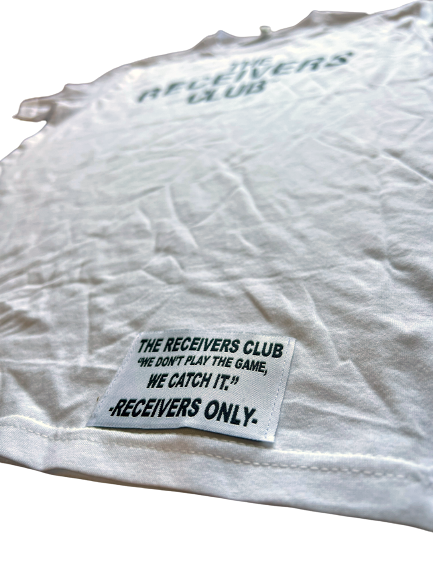 THE
RECEIVERS
CLUB
THE RECEIVERS CLUB
"WE DON'T PLAY THE GAME,
WE CATCH IT."
-RECEIVERS ONLY-